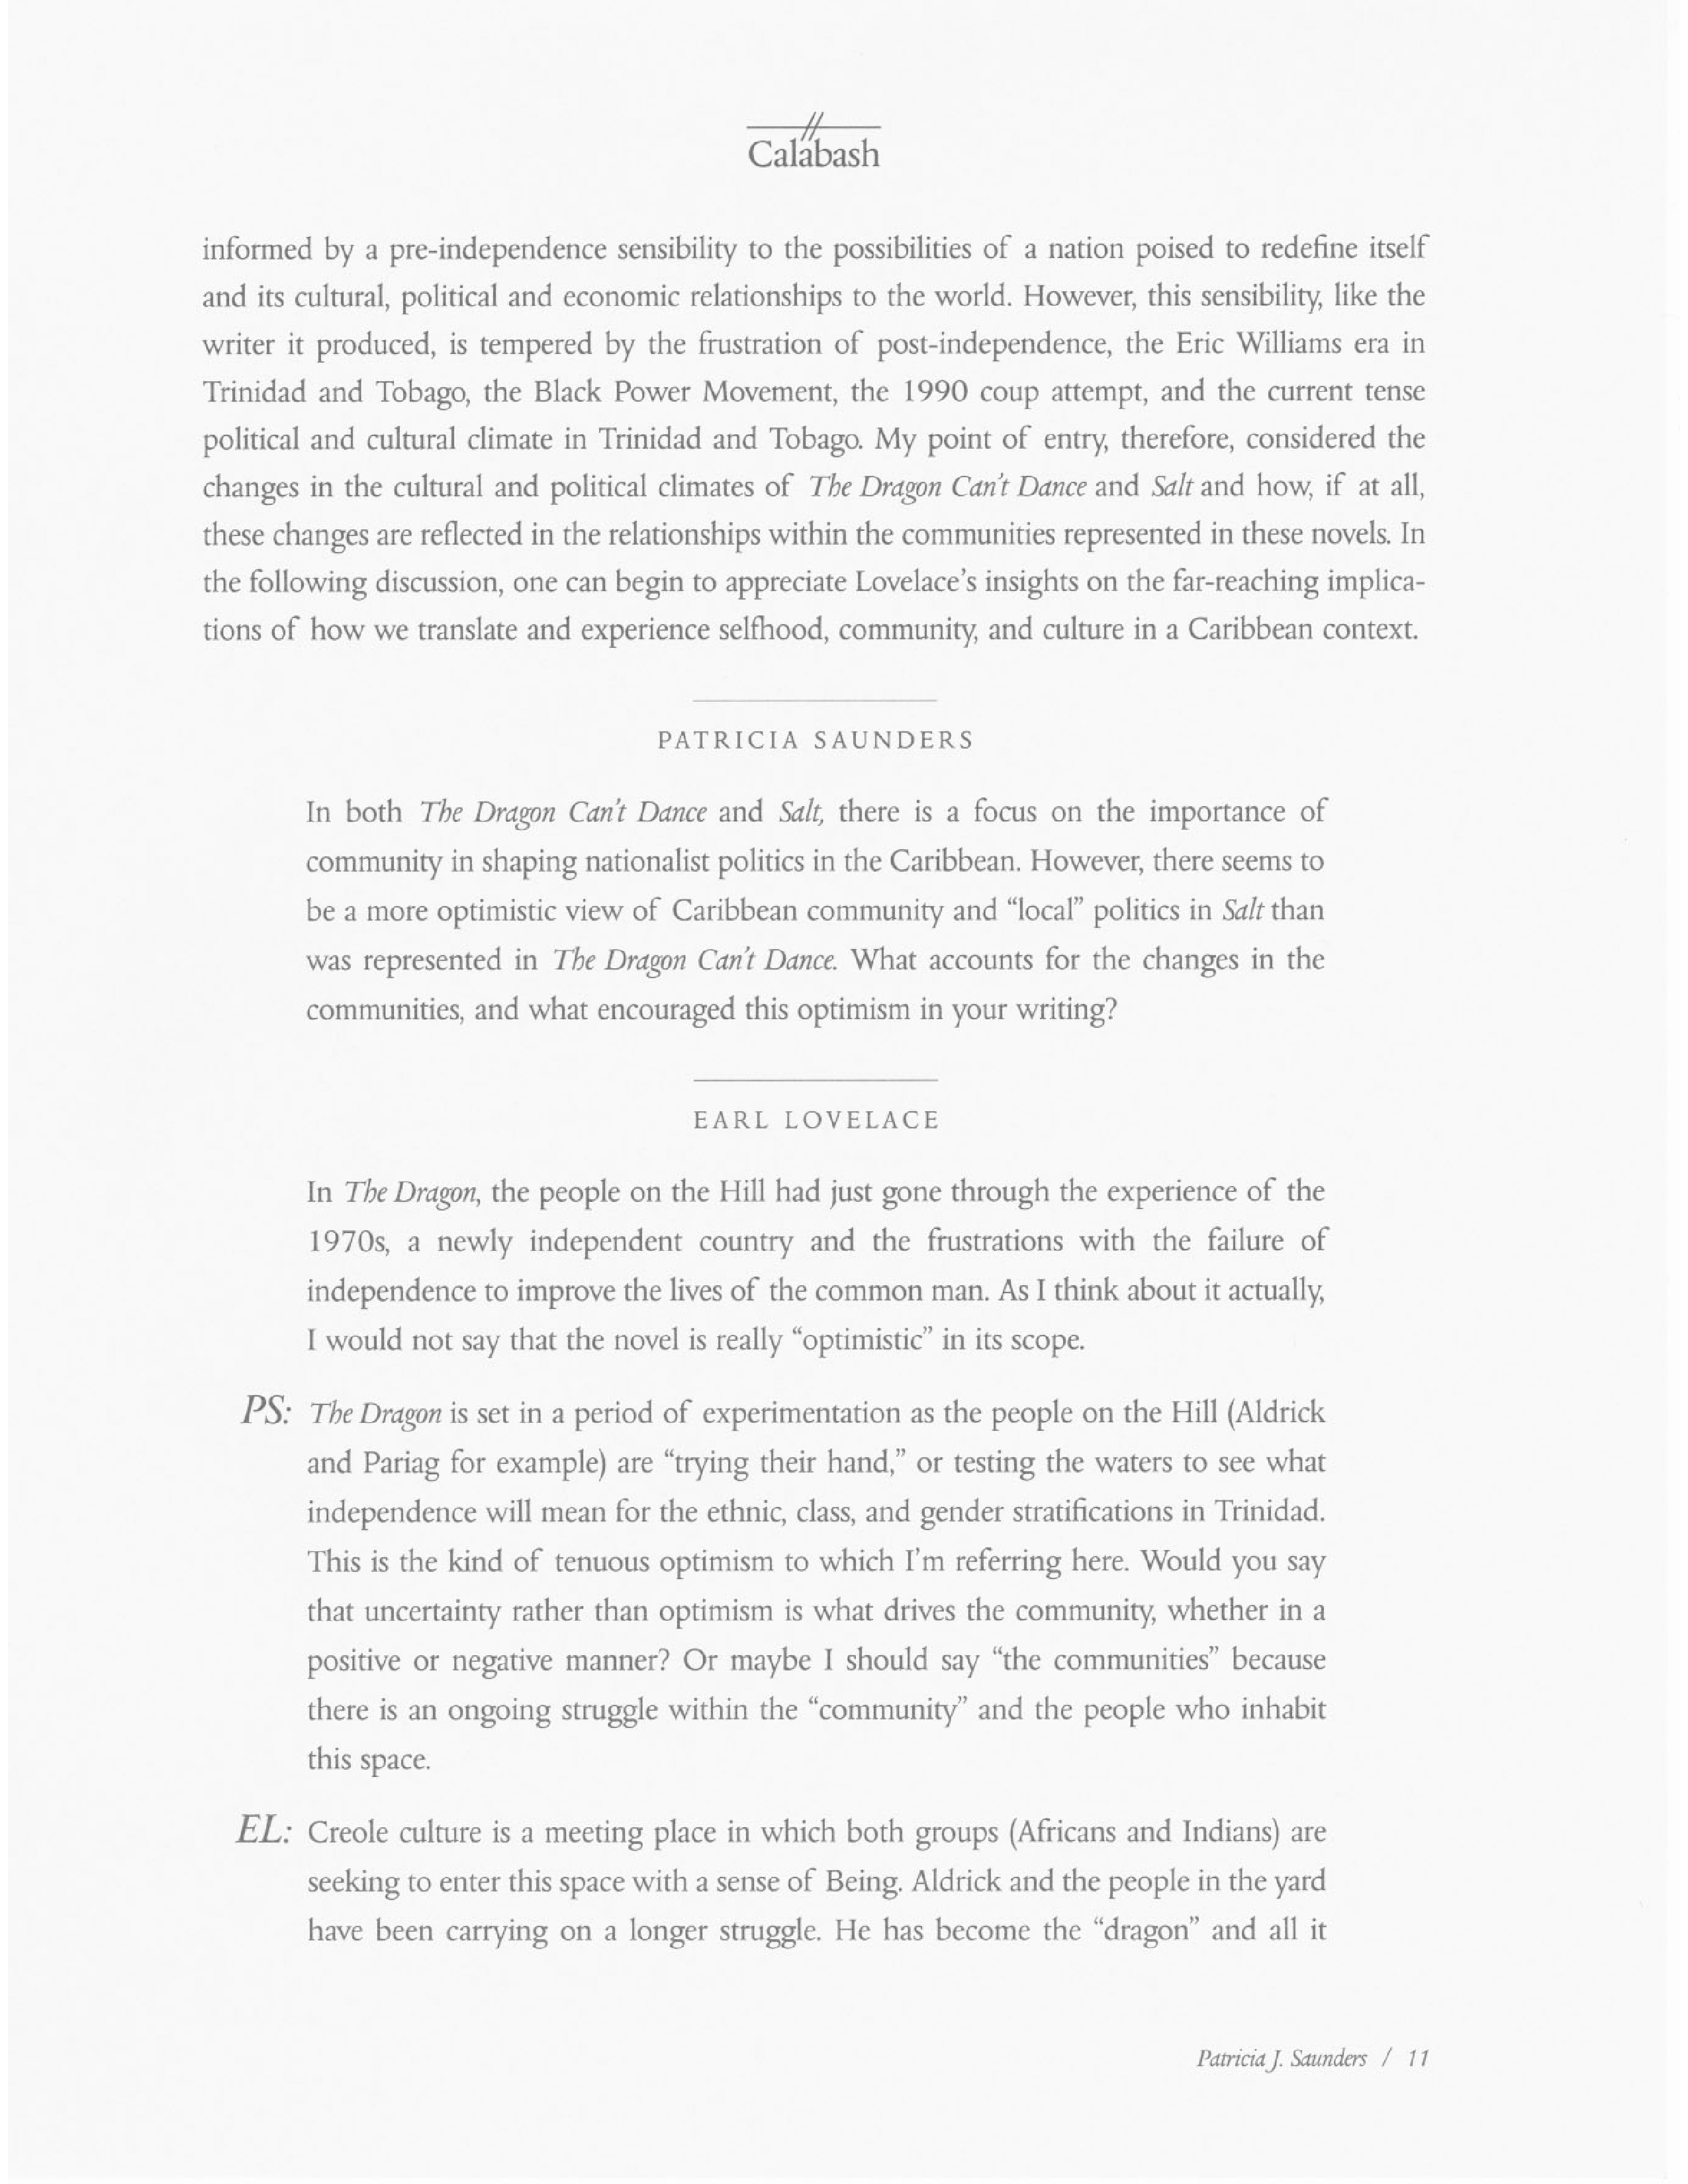 Calabash
informed by a pre-independence sensibility to the possibilities of a nation poised to redefine itself
and its cultural, political and economic relationships to the world. However, this sensibility, like the
writer it produced, is tempered by the frustration of post-independence, the Eric Williams era in
Trinidad and Tobago, the Black Power Movement, the 1990 coup attempt, and the current tense
political and cultural climate in Trinidad and Tobago. My point of entry, therefore, considered the
changes in the cultural and political climates of The Dragon Can't Dance and Salt and how, if at all,
these changes are reflected in the relationships within the communities represented in these novels. In
the following discussion, one can begin to appreciate Lovelace's insights on the far-reaching implica-
tions of how we translate and experience selfhood, community, and culture in a Caribbean context.
PATRICIA SAUNDERS
In both The Dragon Can't Dance and Salt, there is a focus on the importance of
community in shaping nationalist politics in the Caribbean. However, there seems to
be a more optimistic view of Caribbean community and “local” politics in Salt than
was represented in The Dragon Can't Dance. What accounts for the changes in the
communities, and what encouraged this optimism in your writing?
EARL LOVELACE
In The Dragon, the people on the Hill had just gone through the experience of the
1970s, a newly independent country and the frustrations with the failure of
independence to improve the lives of the common man. As I think about it actually,
I would not say that the novel is really “optimistic” in its scope.
PS: The Dragon is set in a period of experimentation as the people on the Hill (Aldrick
and Pariag for example) are “trying their hand,” or testing the waters to see what
independence will mean for the ethnic, class, and gender stratifications in Trinidad.
This is the kind of tenuous optimism to which I'm referring here. Would you say
that uncertainty rather than optimism is what drives the community, whether in a
positive or negative manner? Or maybe I should say “the communities” because
there is an ongoing struggle within the “community” and the people who inhabit
this space.
EL: Creole culture is a meeting place in which both groups (Africans and Indians) are
seeking to enter this space with a sense of Being. Aldrick and the people in the yard
have been carrying on a longer struggle. He has become the “dragon” and all it
Patricia J. Saunders / 11